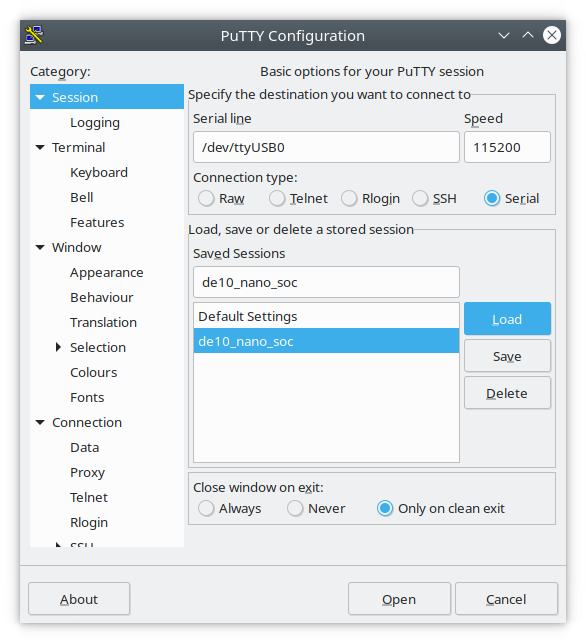 PuTTY Configuration
Category:
Session
Logging
Terminal
Keyboard
Bell
Features
Window
Appearance
Behaviour
Translation
Selection
Colours
Fonts
Connection
Data
Proxy
Telnet
Rlogin
SSH
Basic options for your PuTTY session
Specify the destination you want to connect to
Serial line Speed
/dev/ttyUSB0 115200
Connection type:
Raw Telnet Rlogin SSH Serial
Load, save or delete a stored session
Saved Sessions
de10_nano_soc
Default Settings
de10_nano_soc
Load
Save
Delete
Close window on exit:
Always Never Only on clean exit
About Open Cancel